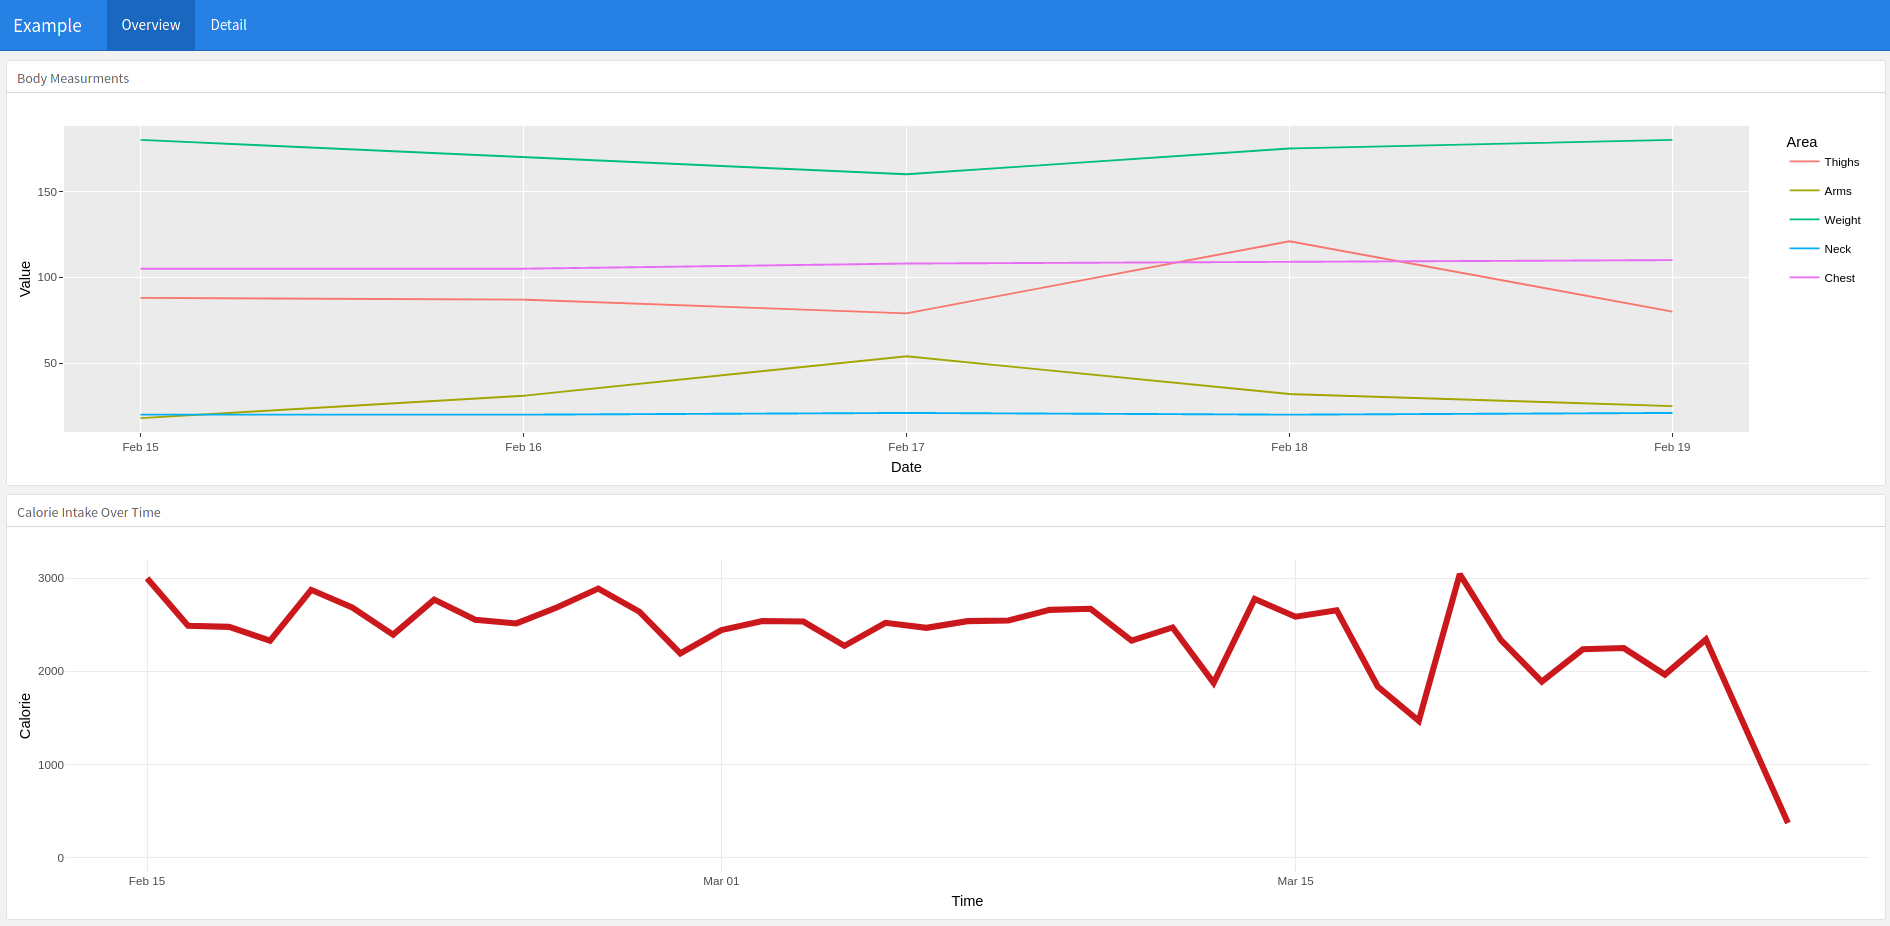 Example Overview Detail
Body Measurments
Value
150
100
50
Feb 15 Feb 16 Feb 17 Feb 18 Feb 19
Date
Area
Thighs
Arms
Weight
Neck
Chest
Calorie Intake Over Time
Calorie
3000
2000
1000
0
Feb 15 Mar 01 Mar 15
Time